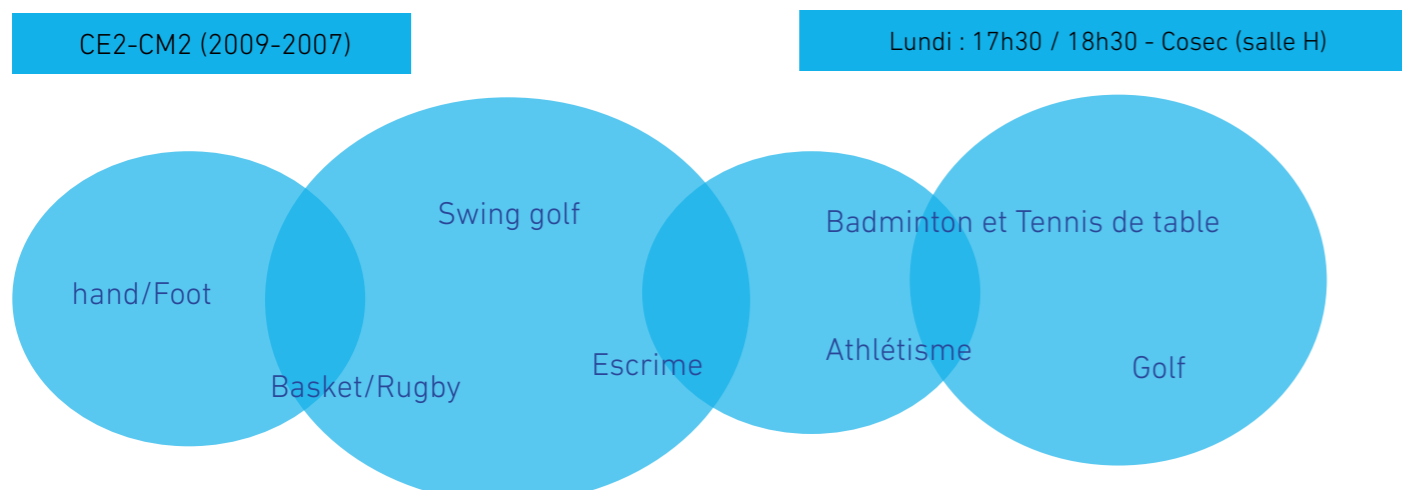 CE2-CM2 (2009-2007)
Lundi : 17h30 / 18h30 - Cosec (salle H)
Swing golf
Badminton et Tennis de table
hand/Foot
Athlétisme
Escrime
Golf
Basket/Rugby